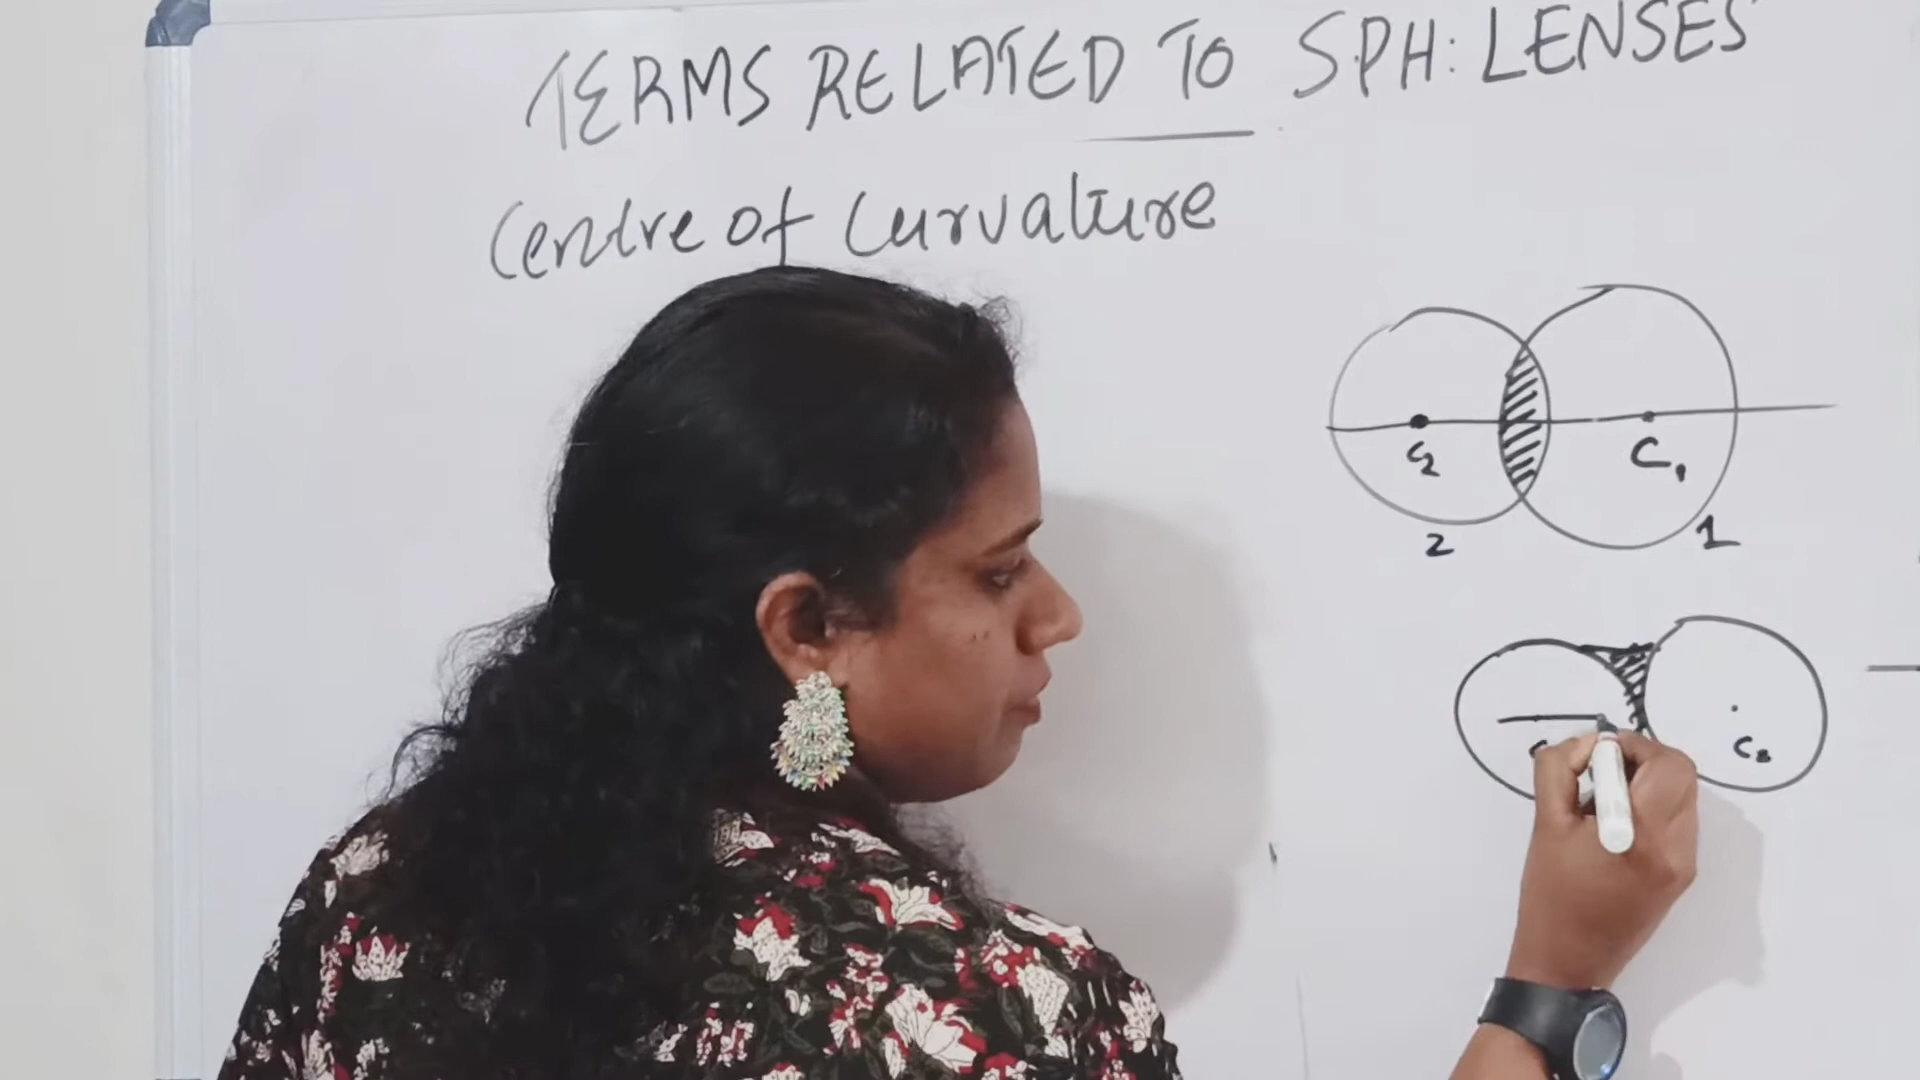 TERMS RELATED TO SPH: LENSES
Centre of Curvature
C2 C1
2 1
C2